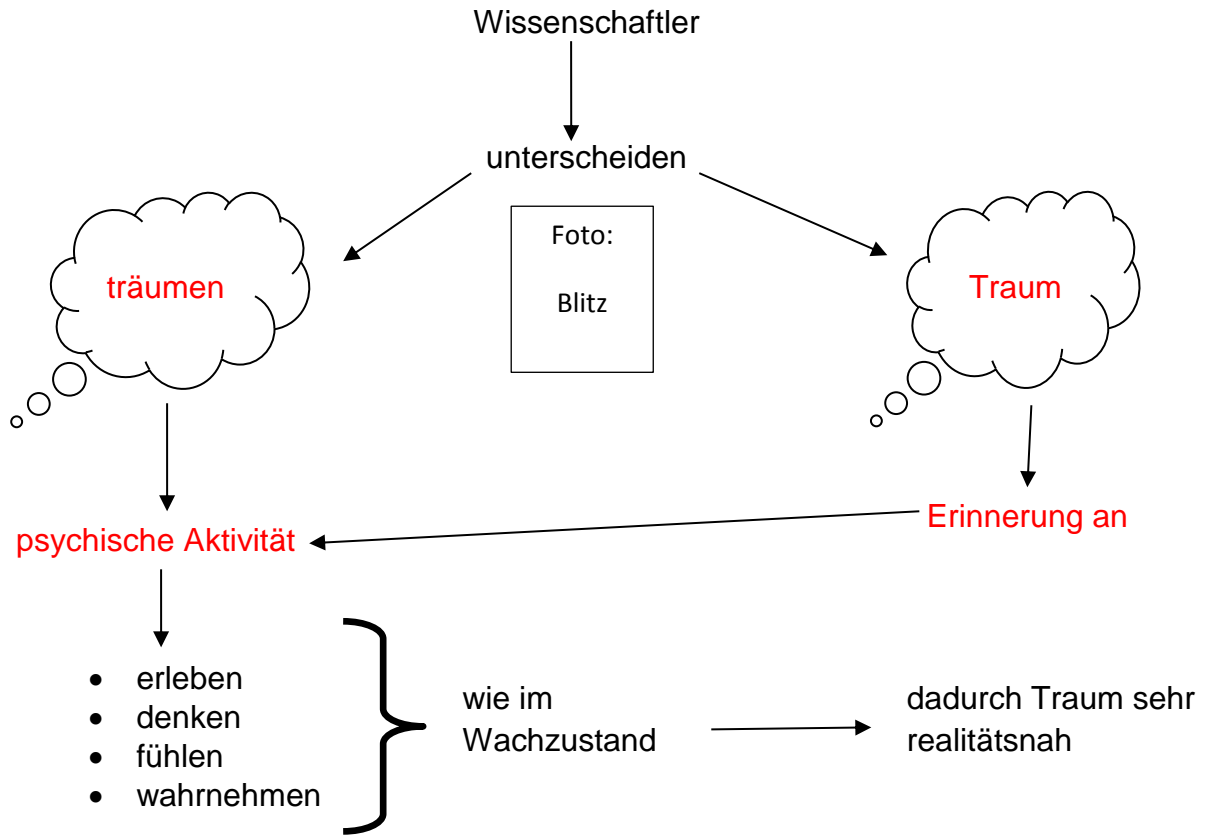 Wissenschaftler
unterscheiden
Foto:
Blitz
träumen
Traum
psychische Aktivität
Erinnerung an
• erleben
• denken
• fühlen
• wahrnehmen
wie im
Wachzustand
dadurch Traum sehr
realitätsnah